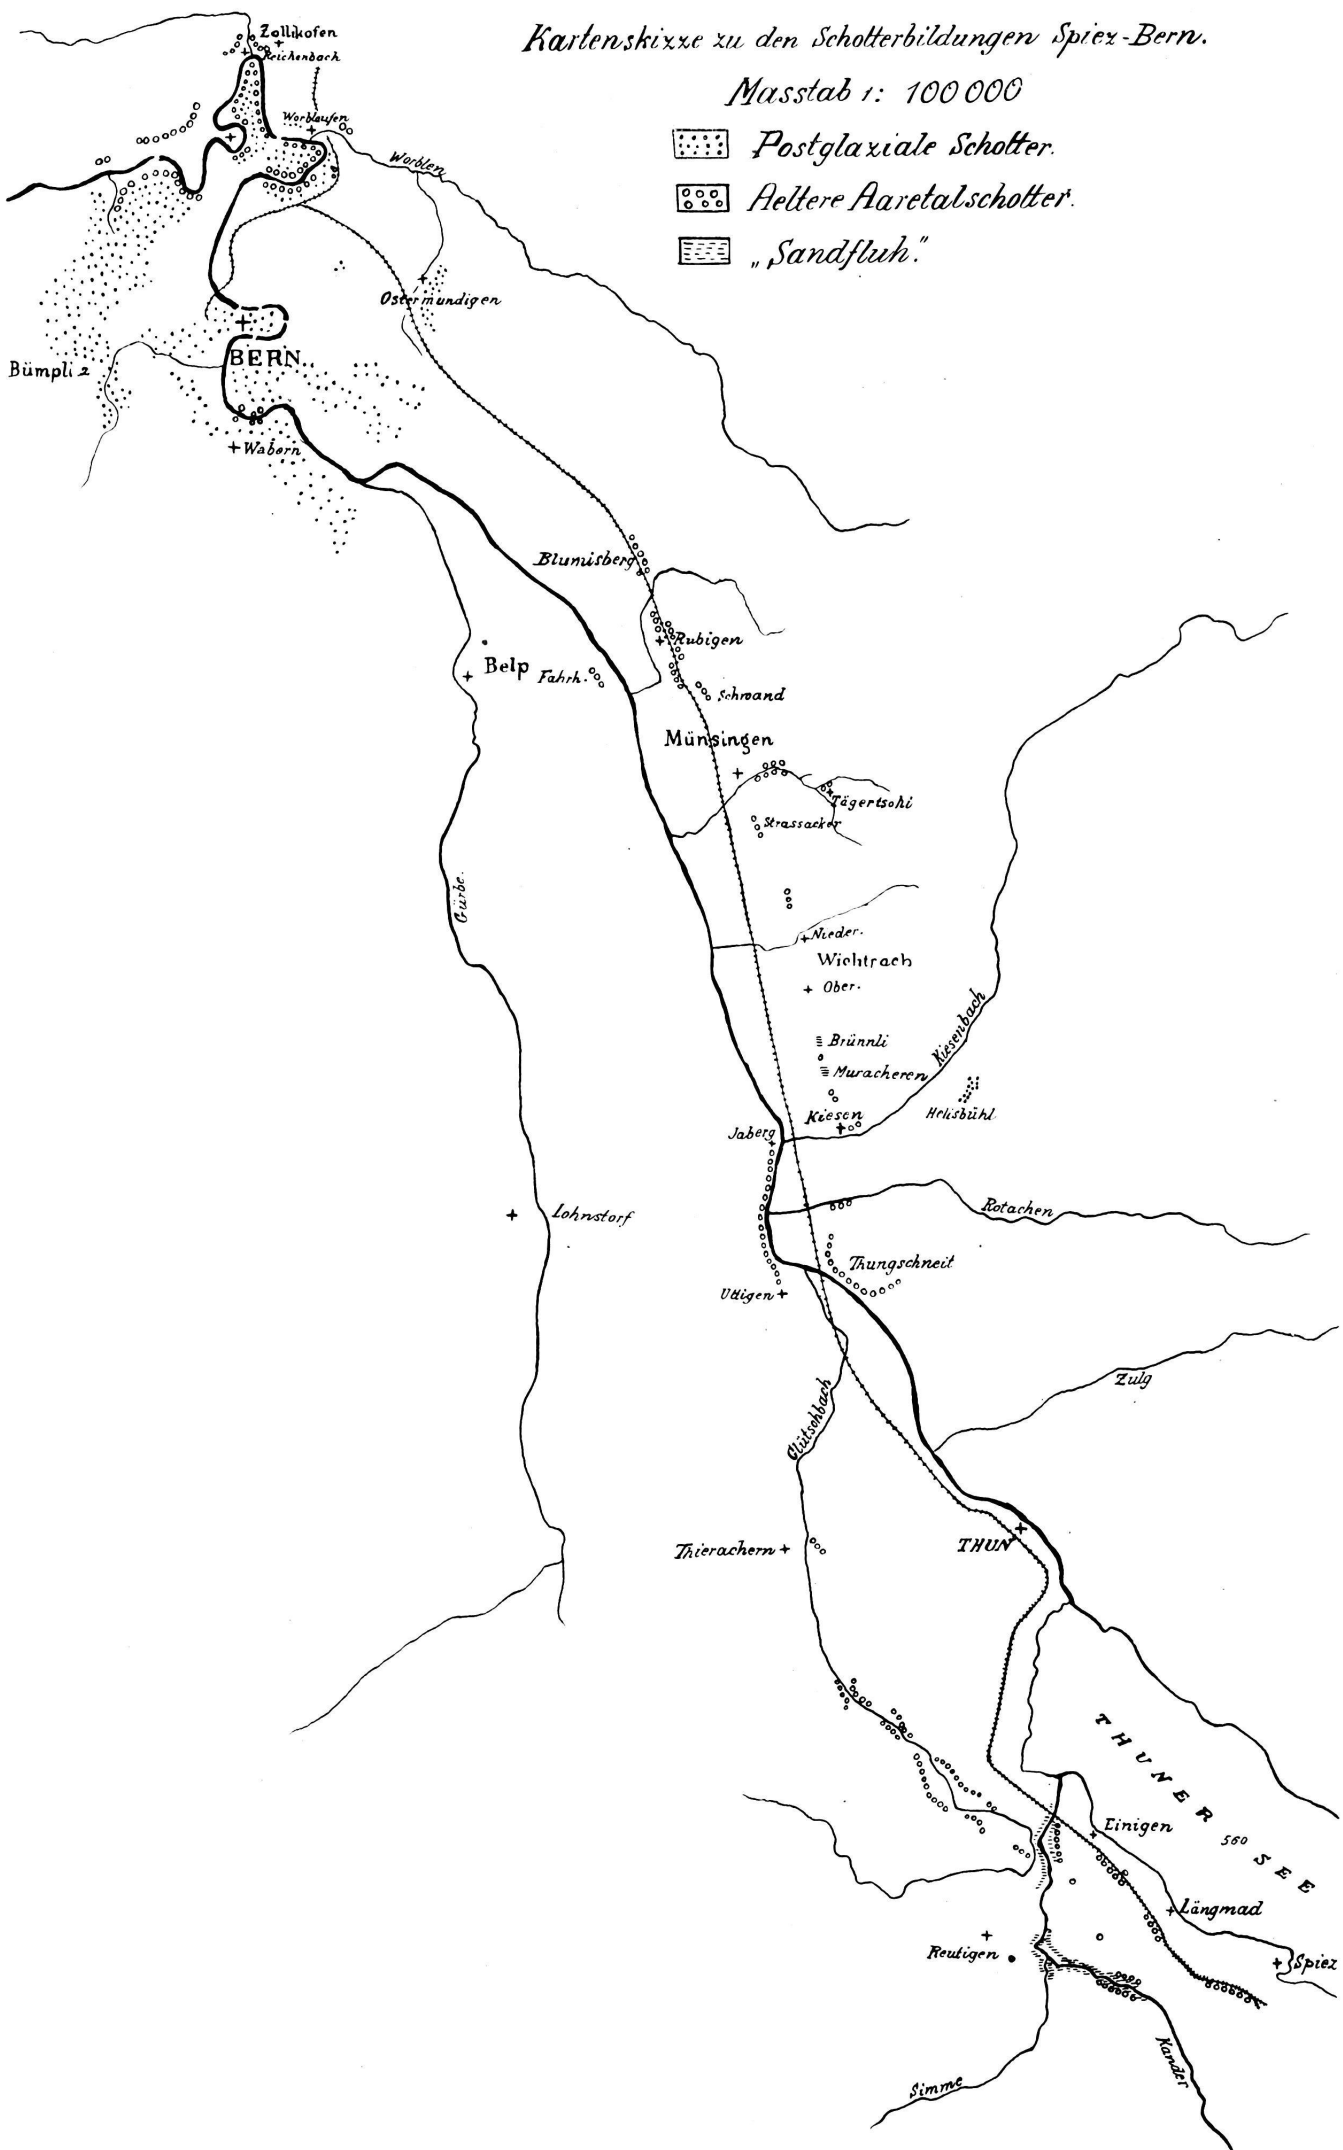 Kartenskizze zu den Schotterbildungen Spiez-Bern.
Masstab 1: 100 000
Postglaziale Schotter.
Aeltere Aaretalschotter.
„Sandfluh."
Zollikofen
Reichenbach
Worblaufen
Worblen
Ostermundigen
BERN
Bümpliz
Wabern
Blumisberg
Rubigen
Belp
Fahrh.
Schwand
Münsingen
Tägertschi
Strassacker
Gürbe.
Nieder.
Wichtrach
Ober.
Kiesenbach
Brünnli
Muracheren
Helisbühl
Kiesen
Jaberg
Lohnstorf
Rotachen
Thungschneit
Uttigen
Zulg
Glütschbach
Thierachern
THUN
THUNER SEE
560
Einigen
Längmad
Reutigen
Spiez
Kander
Simme